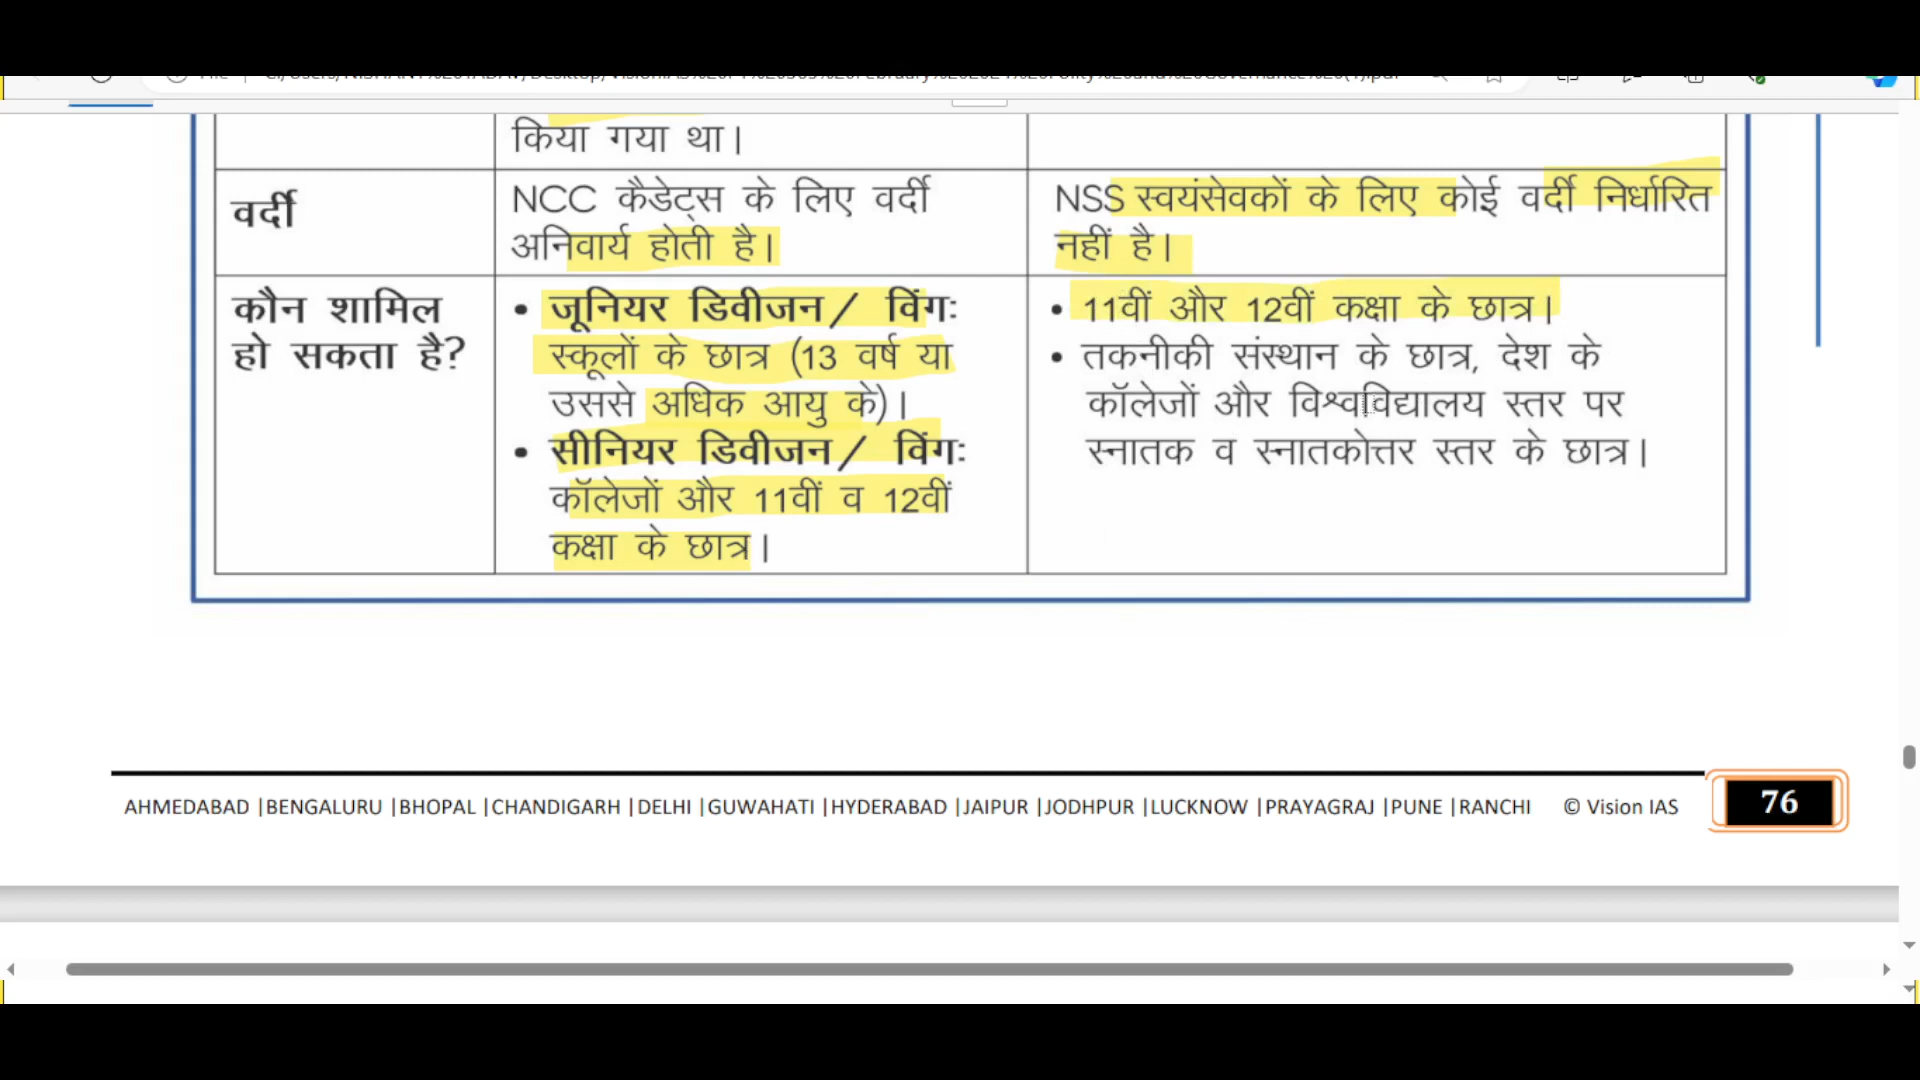 किया गया था।
वर्दी
NCC कैडेट्स के लिए वर्दी
अनिवार्य होती है।
NSS स्वयंसेवकों के लिए कोई वर्दी निर्धारित
नहीं है।
कौन शामिल
हो सकता है?
• जूनियर डिवीजन/ विंग:
स्कूलों के छात्र (13 वर्ष या
उससे अधिक आयु के)।
• सीनियर डिवीजन/ विंग:
कॉलेजों और 11वीं व 12वीं
कक्षा के छात्र।
• 11वीं और 12वीं कक्षा के छात्र।
• तकनीकी संस्थान के छात्र, देश के
कॉलेजों और विश्वविद्यालय स्तर पर
स्नातक व स्नातकोत्तर स्तर के छात्र।
AHMEDABAD |BENGALURU |BHOPAL |CHANDIGARH |DELHI |GUWAHATI |HYDERABAD |JAIPUR |JODHPUR |LUCKNOW |PRAYAGRAJ |PUNE |RANCHI © Vision IAS
76